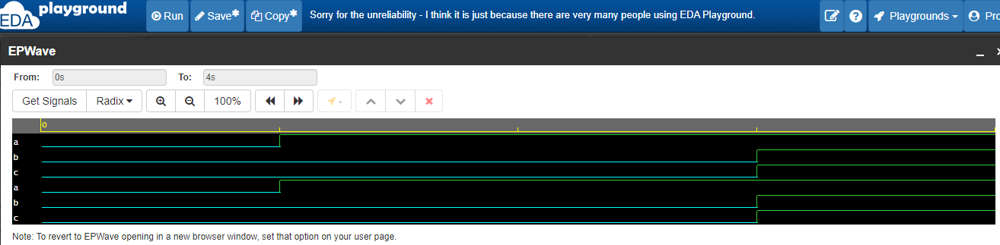 EDA playground
Run Save* Copy* Sorry for the unreliability - I think it is just because there are very many people using EDA Playground. Playgrounds
EPWave
From: 0s To: 4s
Get Signals Radix 100% -
0
a
b
c
a
b
c
Note: To revert to EPWave opening in a new browser window, set that option on your user page.